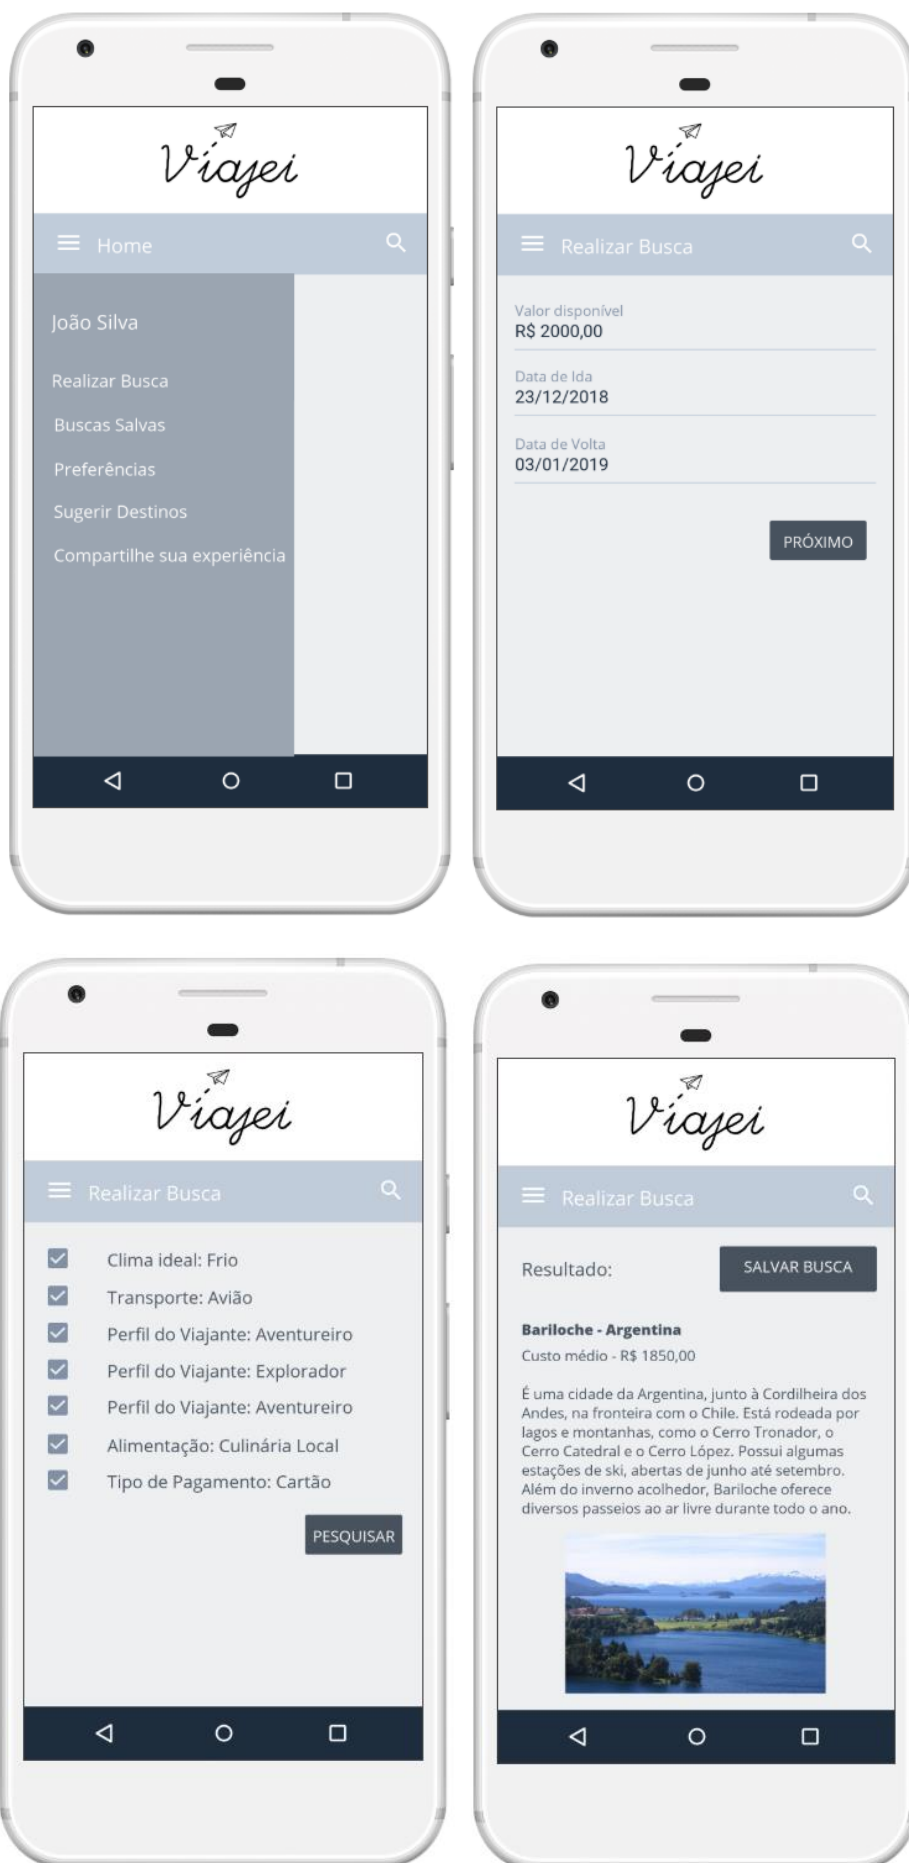 Viajei
Home
João Silva
Realizar Busca
Buscas Salvas
Preferências
Sugerir Destinos
Compartilhe sua experiência
Viajei
Realizar Busca
Valor disponível
R$ 2000,00
Data de Ida
23/12/2018
Data de Volta
03/01/2019
PRÓXIMO
Viajei
Realizar Busca
Clima ideal: Frio
Transporte: Avião
Perfil do Viajante: Aventureiro
Perfil do Viajante: Explorador
Perfil do Viajante: Aventureiro
Alimentação: Culinária Local
Tipo de Pagamento: Cartão
PESQUISAR
Viajei
Realizar Busca
Resultado:
SALVAR BUSCA
Bariloche - Argentina
Custo médio - R$ 1850,00
É uma cidade da Argentina, junto à Cordilheira dos
Andes, na fronteira com o Chile. Está rodeada por
lagos e montanhas, como o Cerro Tronador, o
Cerro Catedral e o Cerro López. Possui algumas
estações de ski, abertas de junho até setembro.
Além do inverno acolhedor, Bariloche oferece
diversos passeios ao ar livre durante todo o ano.